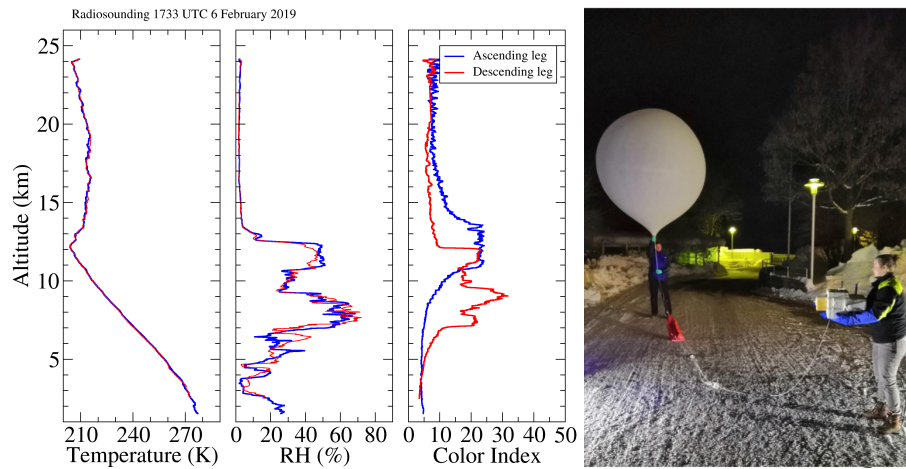 Radiosounding 1733 UTC 6 February 2019
Ascending leg
Descending leg
25
20
15
10
5
Altitude (km)
210 240 270
0 20 40 60 80
0 10 20 30 40 50
Temperature (K)
RH (%)
Color Index